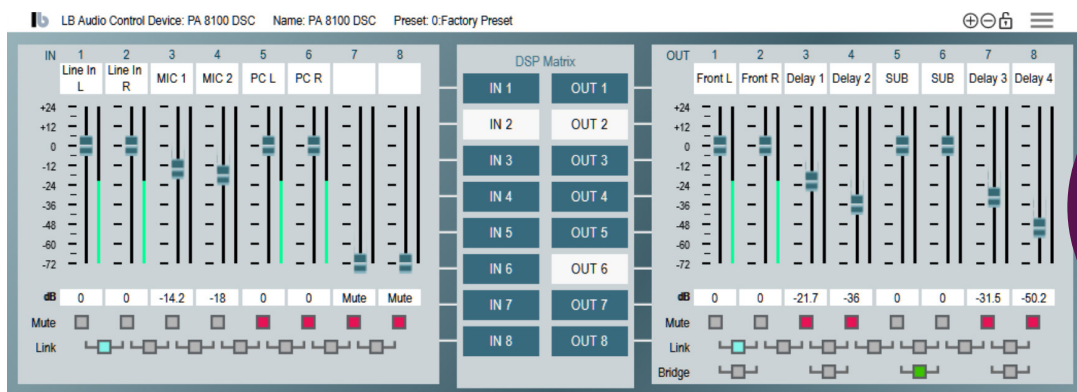 lb LB Audio Control Device: PA 8100 DSC Name: PA 8100 DSC Preset: 0:Factory Preset
IN 1 2 3 4 5 6 7 8
Line In L Line In R MIC 1 MIC 2 PC L PC R
+24
+12
0
-12
-24
-36
-48
-60
-72
dB 0 0 -14.2 -18 0 0 Mute Mute
Mute
Link
DSP Matrix
IN 1 OUT 1
IN 2 OUT 2
IN 3 OUT 3
IN 4 OUT 4
IN 5 OUT 5
IN 6 OUT 6
IN 7 OUT 7
IN 8 OUT 8
OUT 1 2 3 4 5 6 7 8
Front L Front R Delay 1 Delay 2 SUB SUB Delay 3 Delay 4
+24
+12
0
-12
-24
-36
-48
-60
-72
dB 0 0 -21.7 -36 0 0 -31.5 -50.2
Mute
Link
Bridge